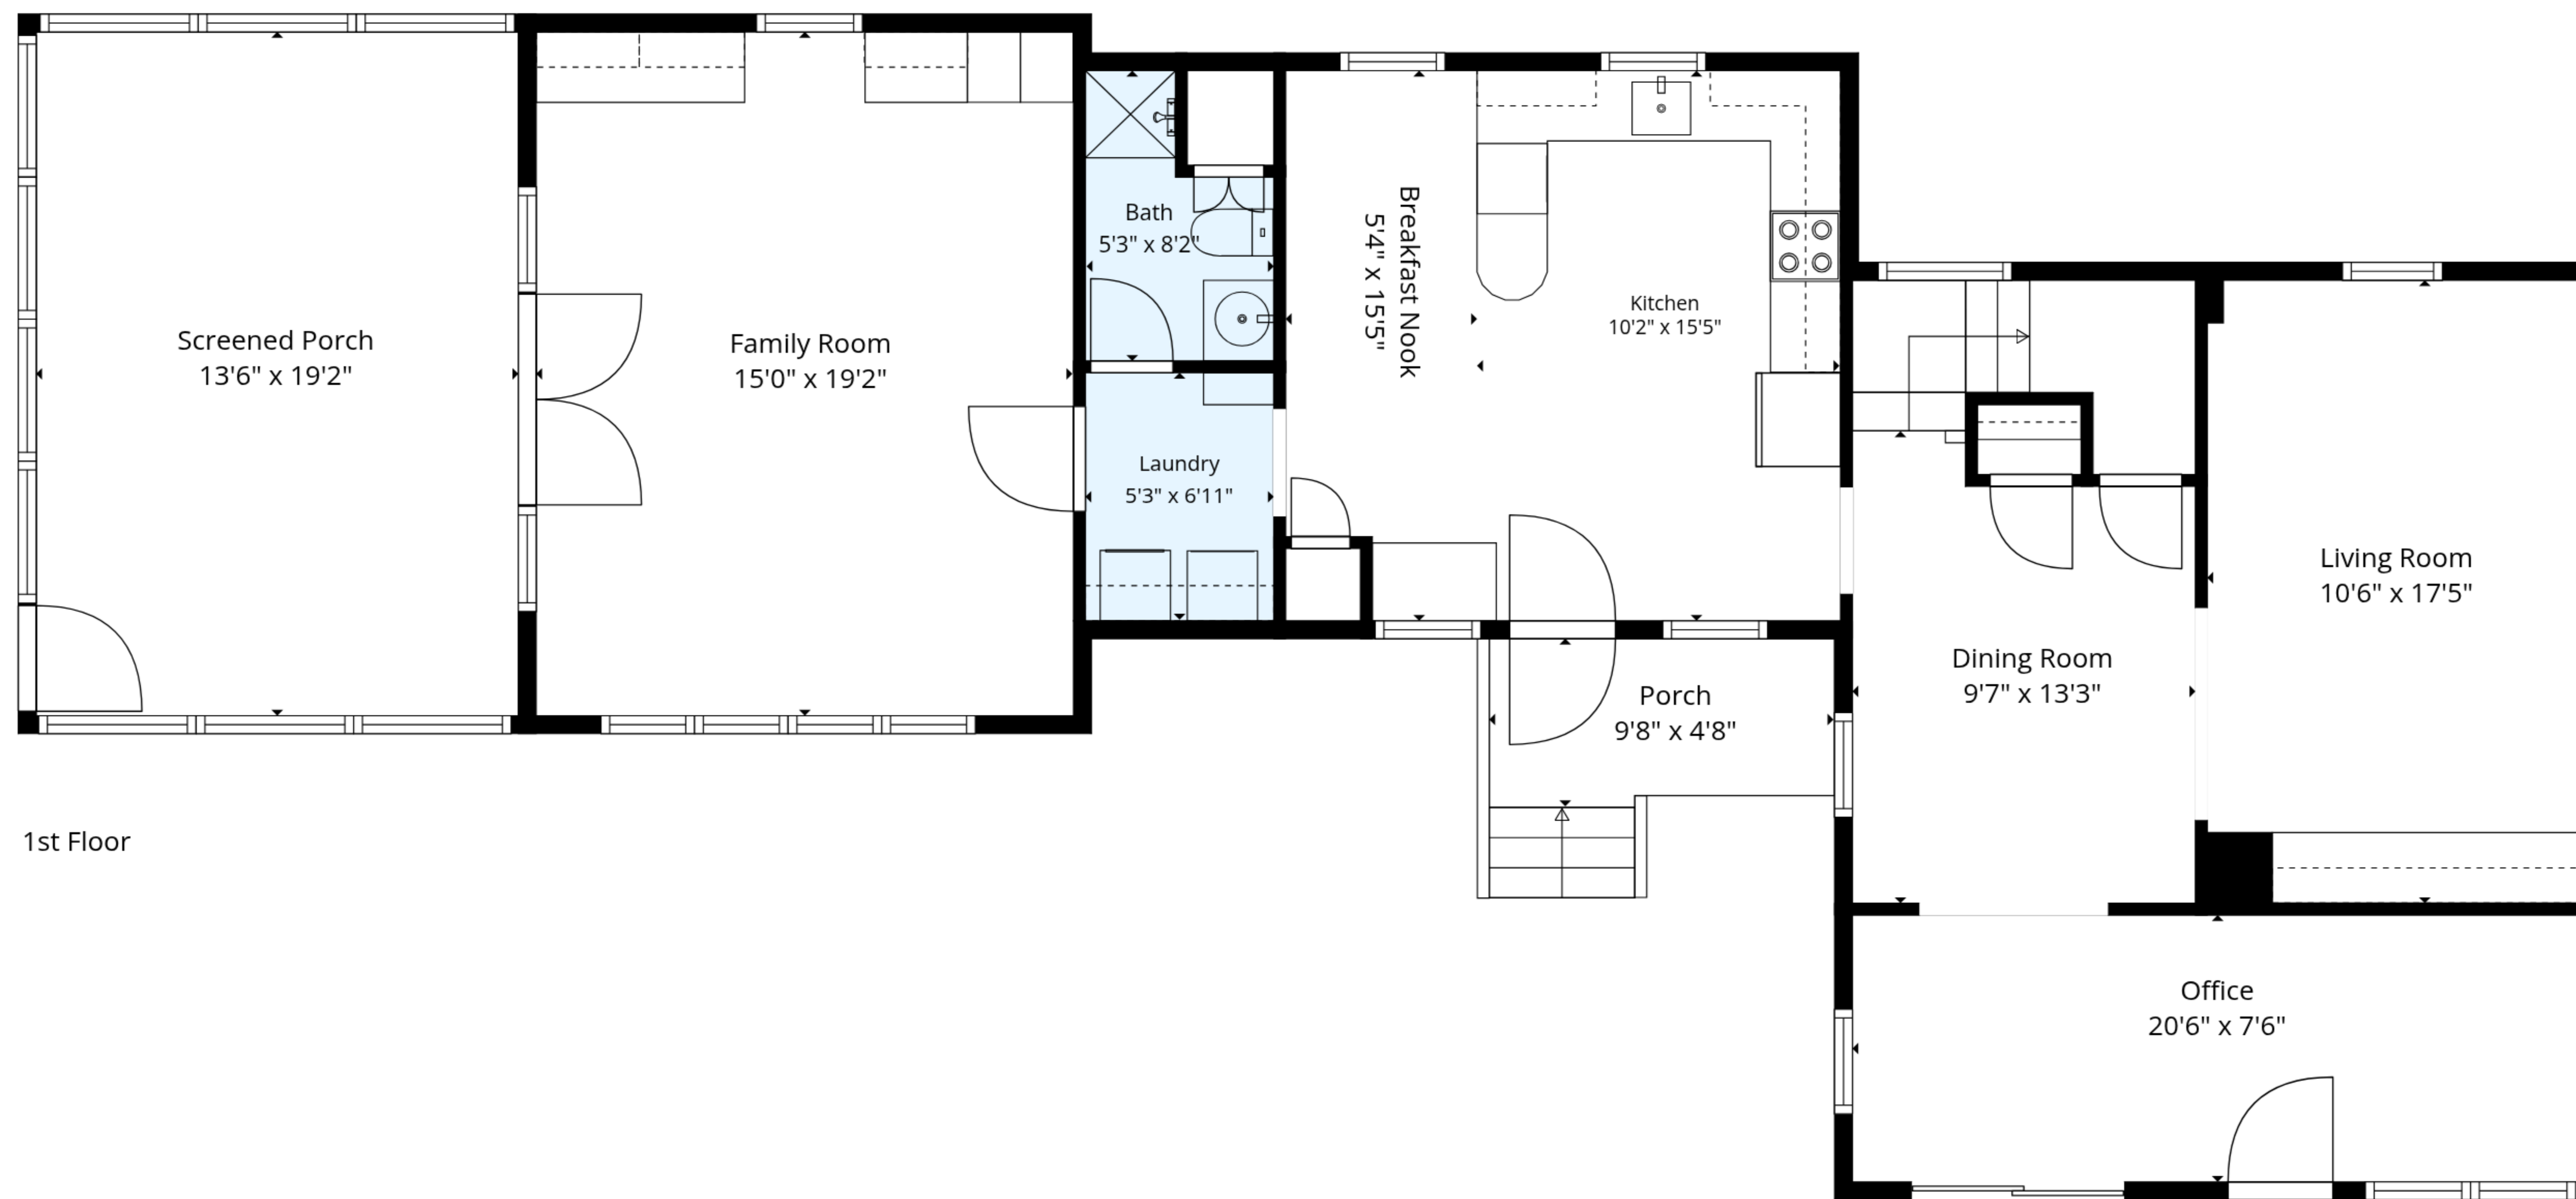 Screened Porch
13'6" x 19'2"
Family Room
15'0" x 19'2"
Bath
5'3" x 8'2"
Laundry
5'3" x 6'11"
Breakfast Nook
5'4" x 15'5"
Kitchen
10'2" x 15'5"
Porch
9'8" x 4'8"
Dining Room
9'7" x 13'3"
Living Room
10'6" x 17'5"
Office
20'6" x 7'6"
1st Floor